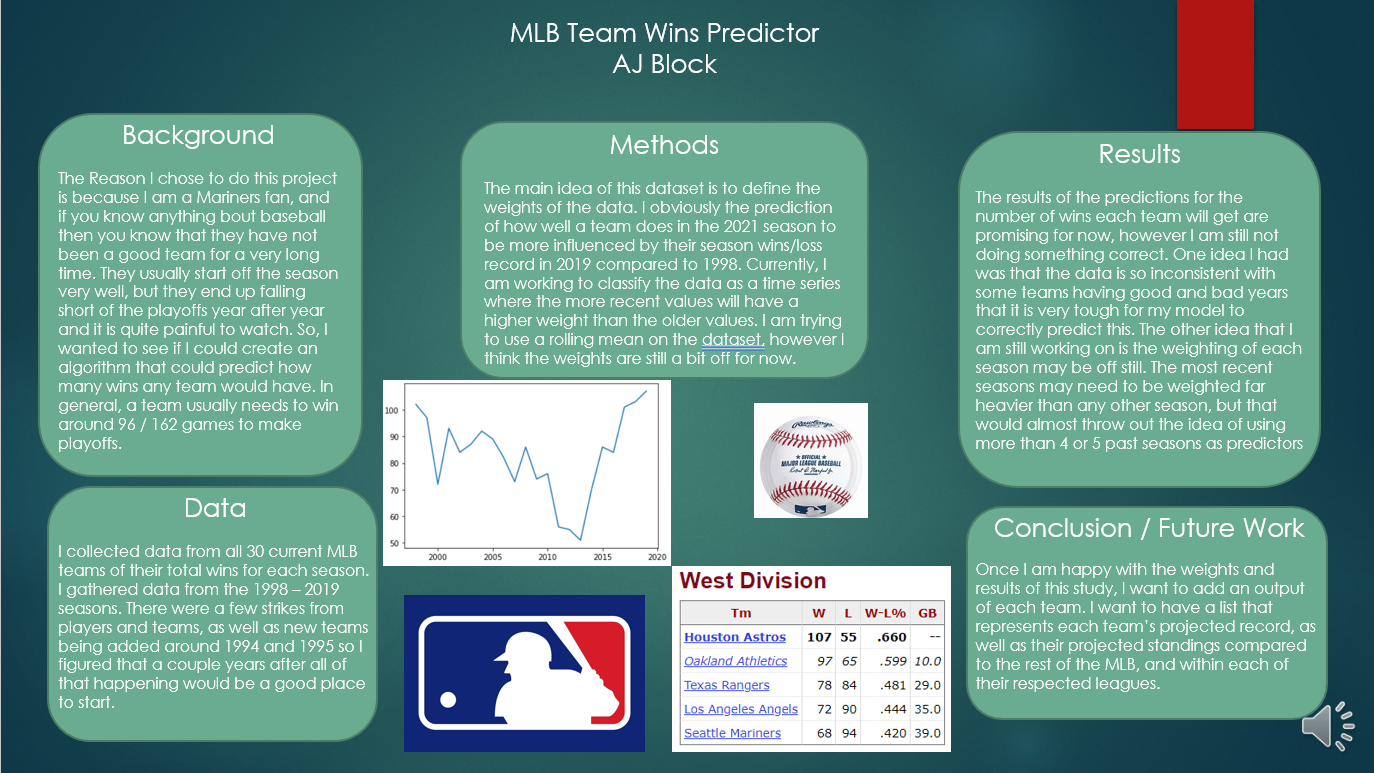 MLB Team Wins Predictor
AJ Block
Background
The Reason I chose to do this project
is because I am a Mariners fan, and
if you know anything bout baseball
then you know that they have not
been a good team for a very long
time. They usually start off the season
very well, but they end up falling
short of the playoffs year after year
and it is quite painful to watch. So, I
wanted to see if I could create an
algorithm that could predict how
many wins any team would have. In
general, a team usually needs to win
around 96 / 162 games to make
playoffs.
Data
I collected data from all 30 current MLB
teams of their total wins for each season.
I gathered data from the 1998 – 2019
seasons. There were a few strikes from
players and teams, as well as new teams
being added around 1994 and 1995 so I
figured that a couple years after all of
that happening would be a good place
to start.
Methods
The main idea of this dataset is to define the
weights of the data. I obviously the prediction
of how well a team does in the 2021 season to
be more influenced by their season wins/loss
record in 2019 compared to 1998. Currently, I
am working to classify the data as a time series
where the more recent values will have a
higher weight than the older values. I am trying
to use a rolling mean on the dataset, however I
think the weights are still a bit off for now.
100
90
80
70
60
50
2000 2005 2010 2015 2020
Rawlings
OFFICIAL
MAJOR LEAGUE BASEBALL
West Division
Tm W L W-L% GB
Houston Astros 107 55 .660 --
Oakland Athletics 97 65 .599 10.0
Texas Rangers 78 84 .481 29.0
Los Angeles Angels 72 90 .444 35.0
Seattle Mariners 68 94 .420 39.0
Results
The results of the predictions for the
number of wins each team will get are
promising for now, however I am still not
doing something correct. One idea I had
was that the data is so inconsistent with
some teams having good and bad years
that it is very tough for my model to
correctly predict this. The other idea that I
am still working on is the weighting of each
season may be off still. The most recent
seasons may need to be weighted far
heavier than any other season, but that
would almost throw out the idea of using
more than 4 or 5 past seasons as predictors
Conclusion / Future Work
Once I am happy with the weights and
results of this study, I want to add an output
of each team. I want to have a list that
represents each team's projected record, as
well as their projected standings compared
to the rest of the MLB, and within each of
their respected leagues.